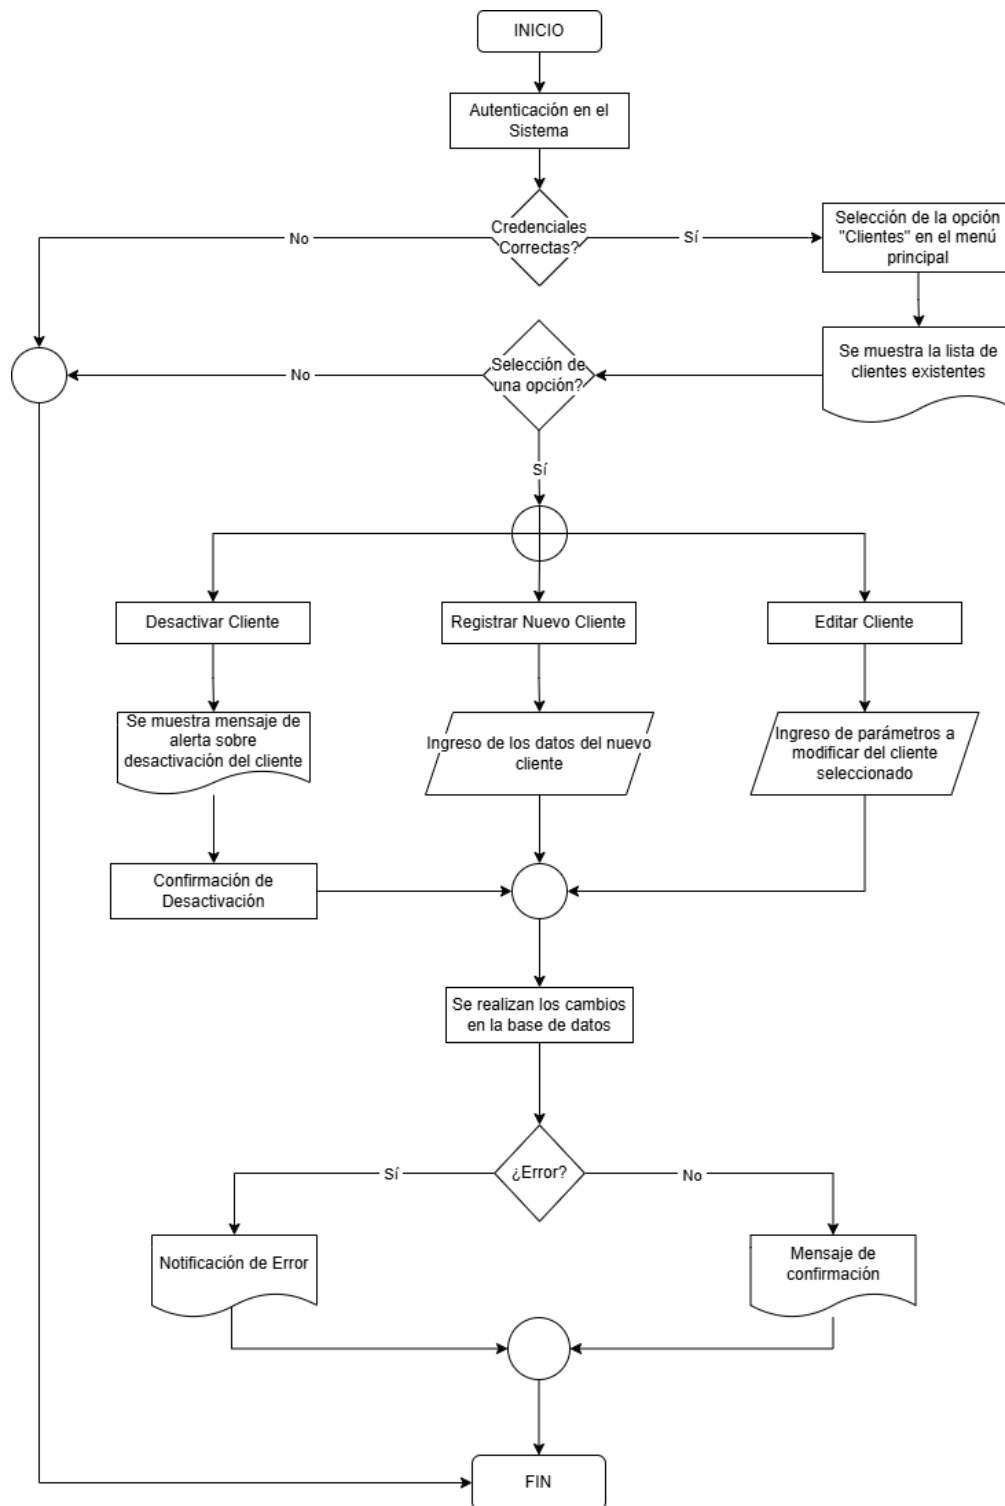 INICIO
Autenticación en el
Sistema
Credenciales
Correctas?
No
Sí
Selección de la opción
"Clientes" en el menú
principal
Se muestra la lista de
clientes existentes
Selección de
una opción?
No
Sí
Desactivar Cliente
Registrar Nuevo Cliente
Editar Cliente
Se muestra mensaje de
alerta sobre
desactivación del cliente
Ingreso de los datos del nuevo
cliente
Ingreso de parámetros a
modificar del cliente
seleccionado
Confirmación de
Desactivación
Se realizan los cambios
en la base de datos
¿Error?
Sí
No
Notificación de Error
Mensaje de
confirmación
FIN